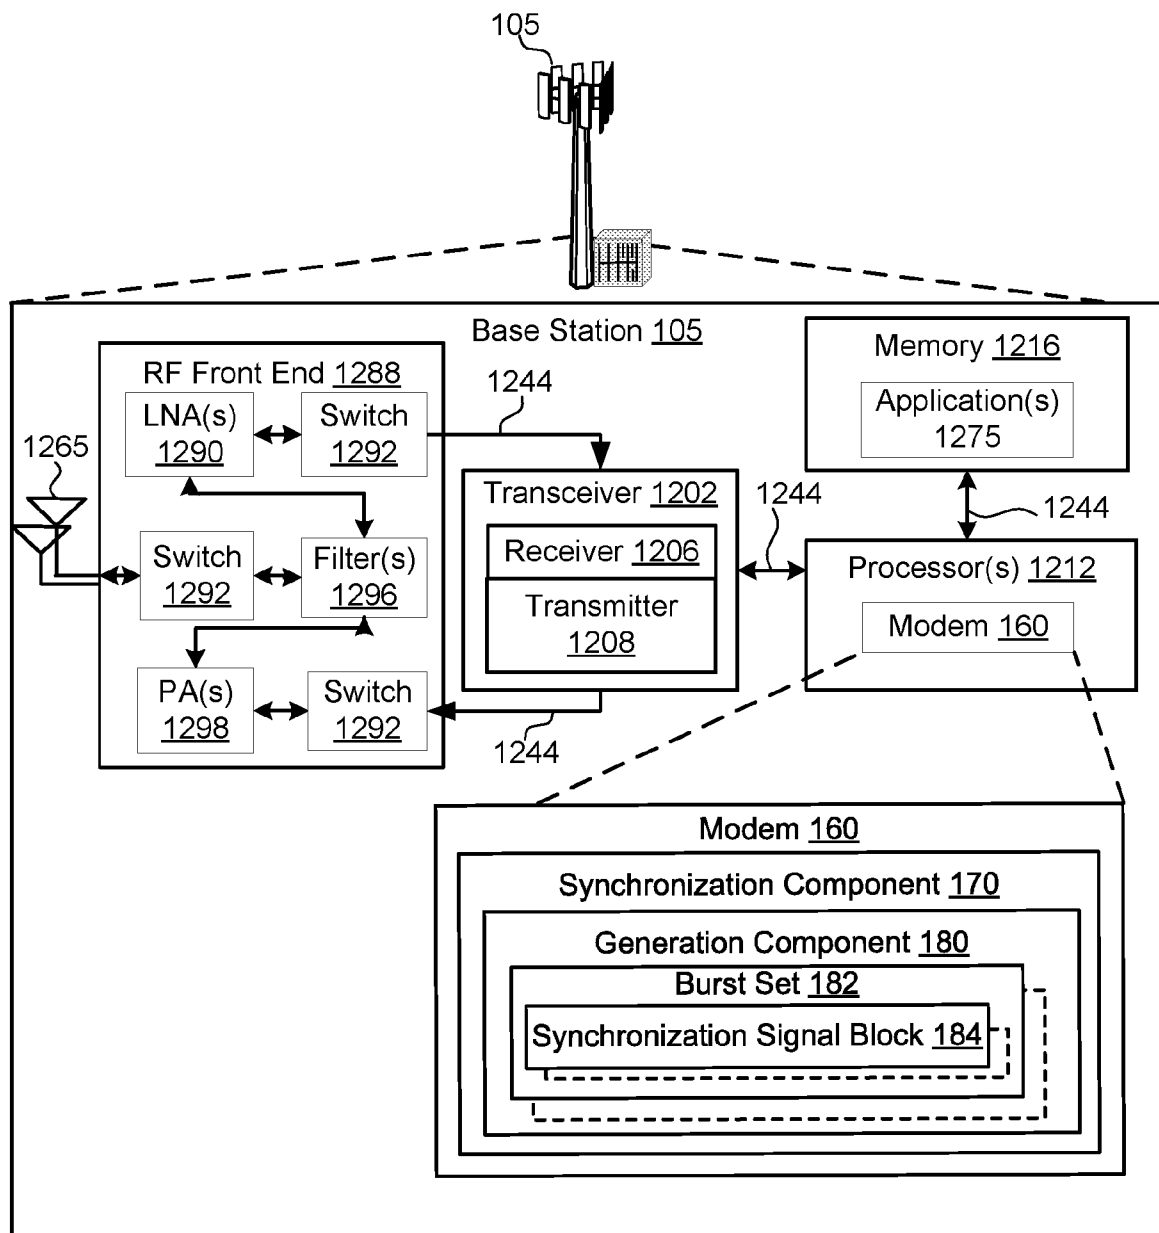 105
Base Station 105
RF Front End 1288
LNA(s)
1290
Switch
1292
1244
1265
Switch
1292
Filter(s)
1296
PA(s)
1298
Switch
1292
1244
Transceiver 1202
Receiver 1206
Transmitter
1208
1244
Memory 1216
Application(s)
1275
1244
Processor(s) 1212
Modem 160
Modem 160
Synchronization Component 170
Generation Component 180
Burst Set 182
Synchronization Signal Block 184